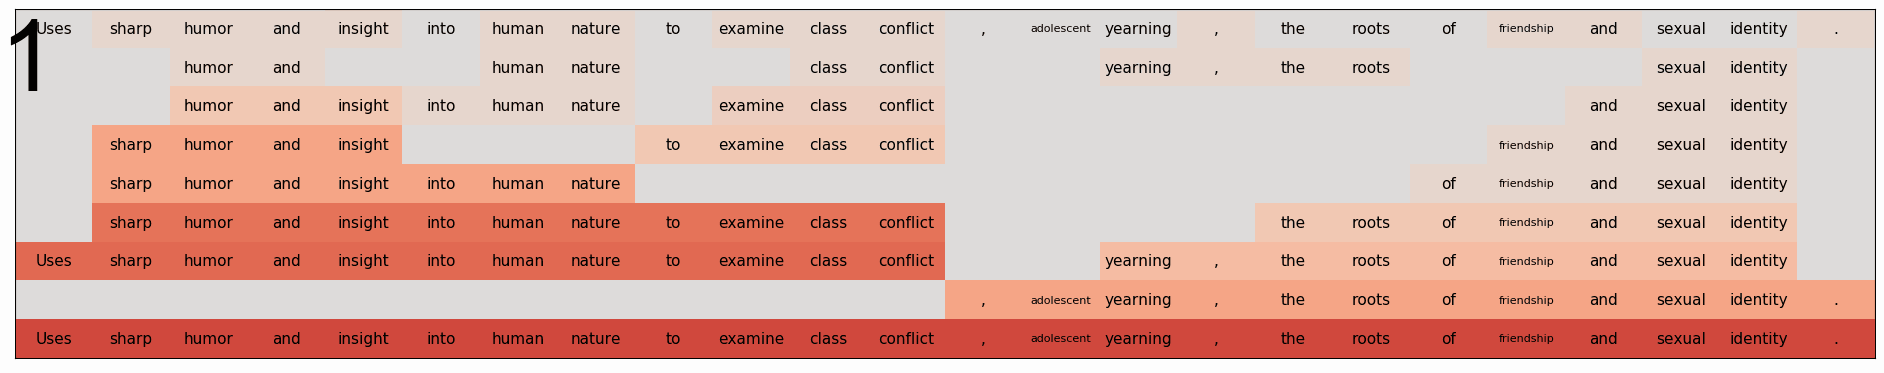 1
Uses sharp humor and insight into human nature to examine class conflict , adolescent yearning , the roots of friendship and sexual identity .
humor and human nature class conflict yearning , the roots sexual identity
humor and insight into human nature examine class conflict and sexual identity
sharp humor and insight to examine class conflict friendship and sexual identity
sharp humor and insight into human nature of friendship and sexual identity
sharp humor and insight into human nature to examine class conflict the roots of friendship and sexual identity
Uses sharp humor and insight into human nature to examine class conflict yearning , the roots of friendship and sexual identity
, adolescent yearning , the roots of friendship and sexual identity .
Uses sharp humor and insight into human nature to examine class conflict , adolescent yearning , the roots of friendship and sexual identity .